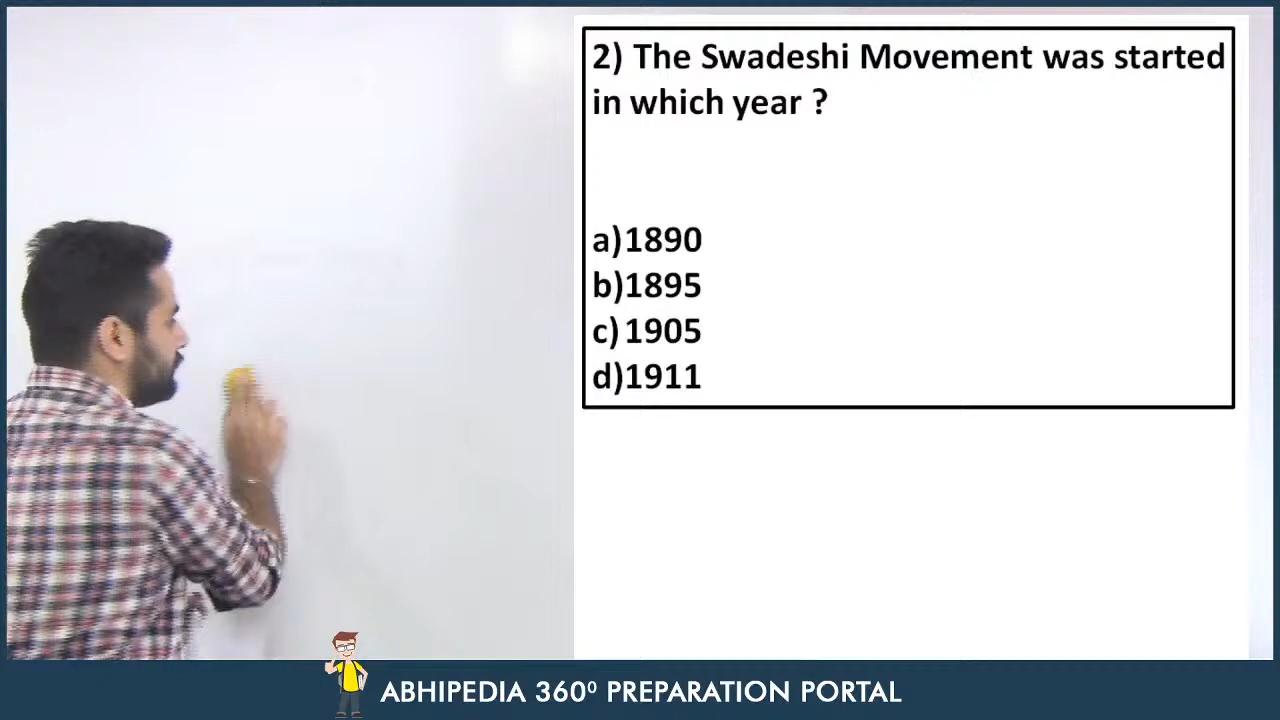 2) The Swadeshi Movement was started
in which year ?
a)1890
b)1895
c) 1905
d)1911
ABHIPEDIA 360⁰ PREPARATION PORTAL